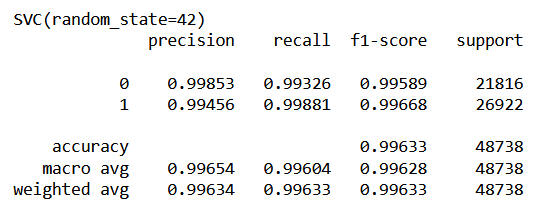 SVC(random_state=42)
precision recall f1-score support
0 0.99853 0.99326 0.99589 21816
1 0.99456 0.99881 0.99668 26922
accuracy 0.99633 48738
macro avg 0.99654 0.99604 0.99628 48738
weighted avg 0.99634 0.99633 0.99633 48738